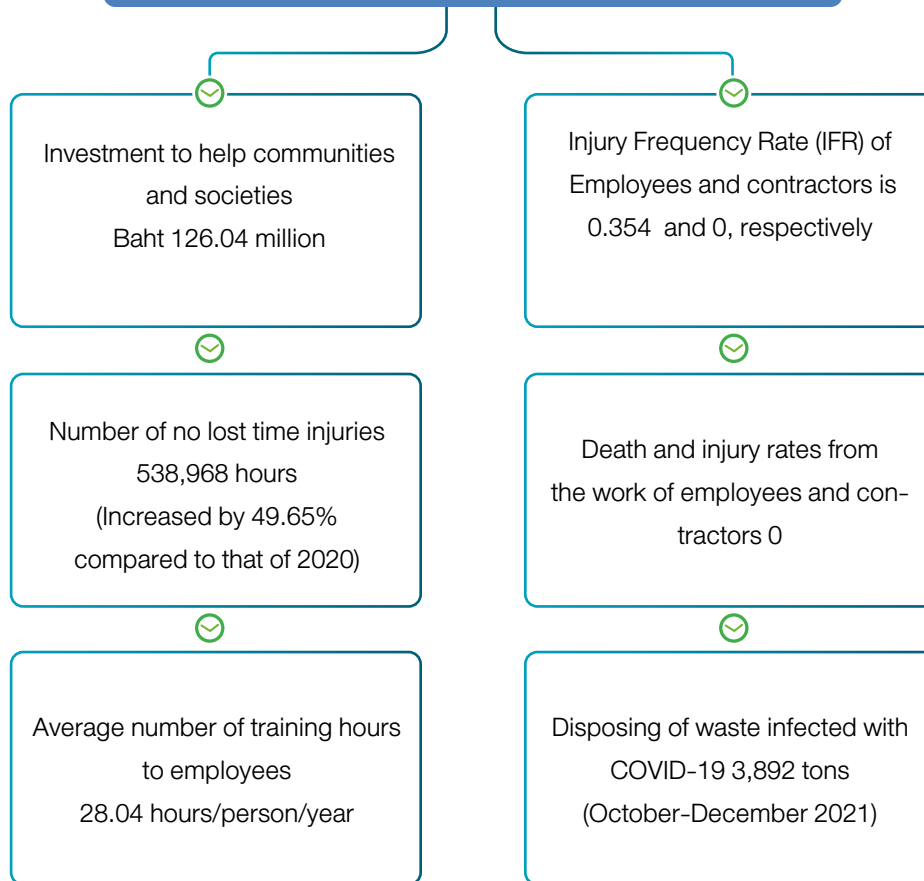 Investment to help communities
and societies
Baht 126.04 million
Injury Frequency Rate (IFR) of
Employees and contractors is
0.354 and 0, respectively
Number of no lost time injuries
538,968 hours
(Increased by 49.65%
compared to that of 2020)
Death and injury rates from
the work of employees and con-
tractors 0
Average number of training hours
to employees
28.04 hours/person/year
Disposing of waste infected with
COVID-19 3,892 tons
(October-December 2021)